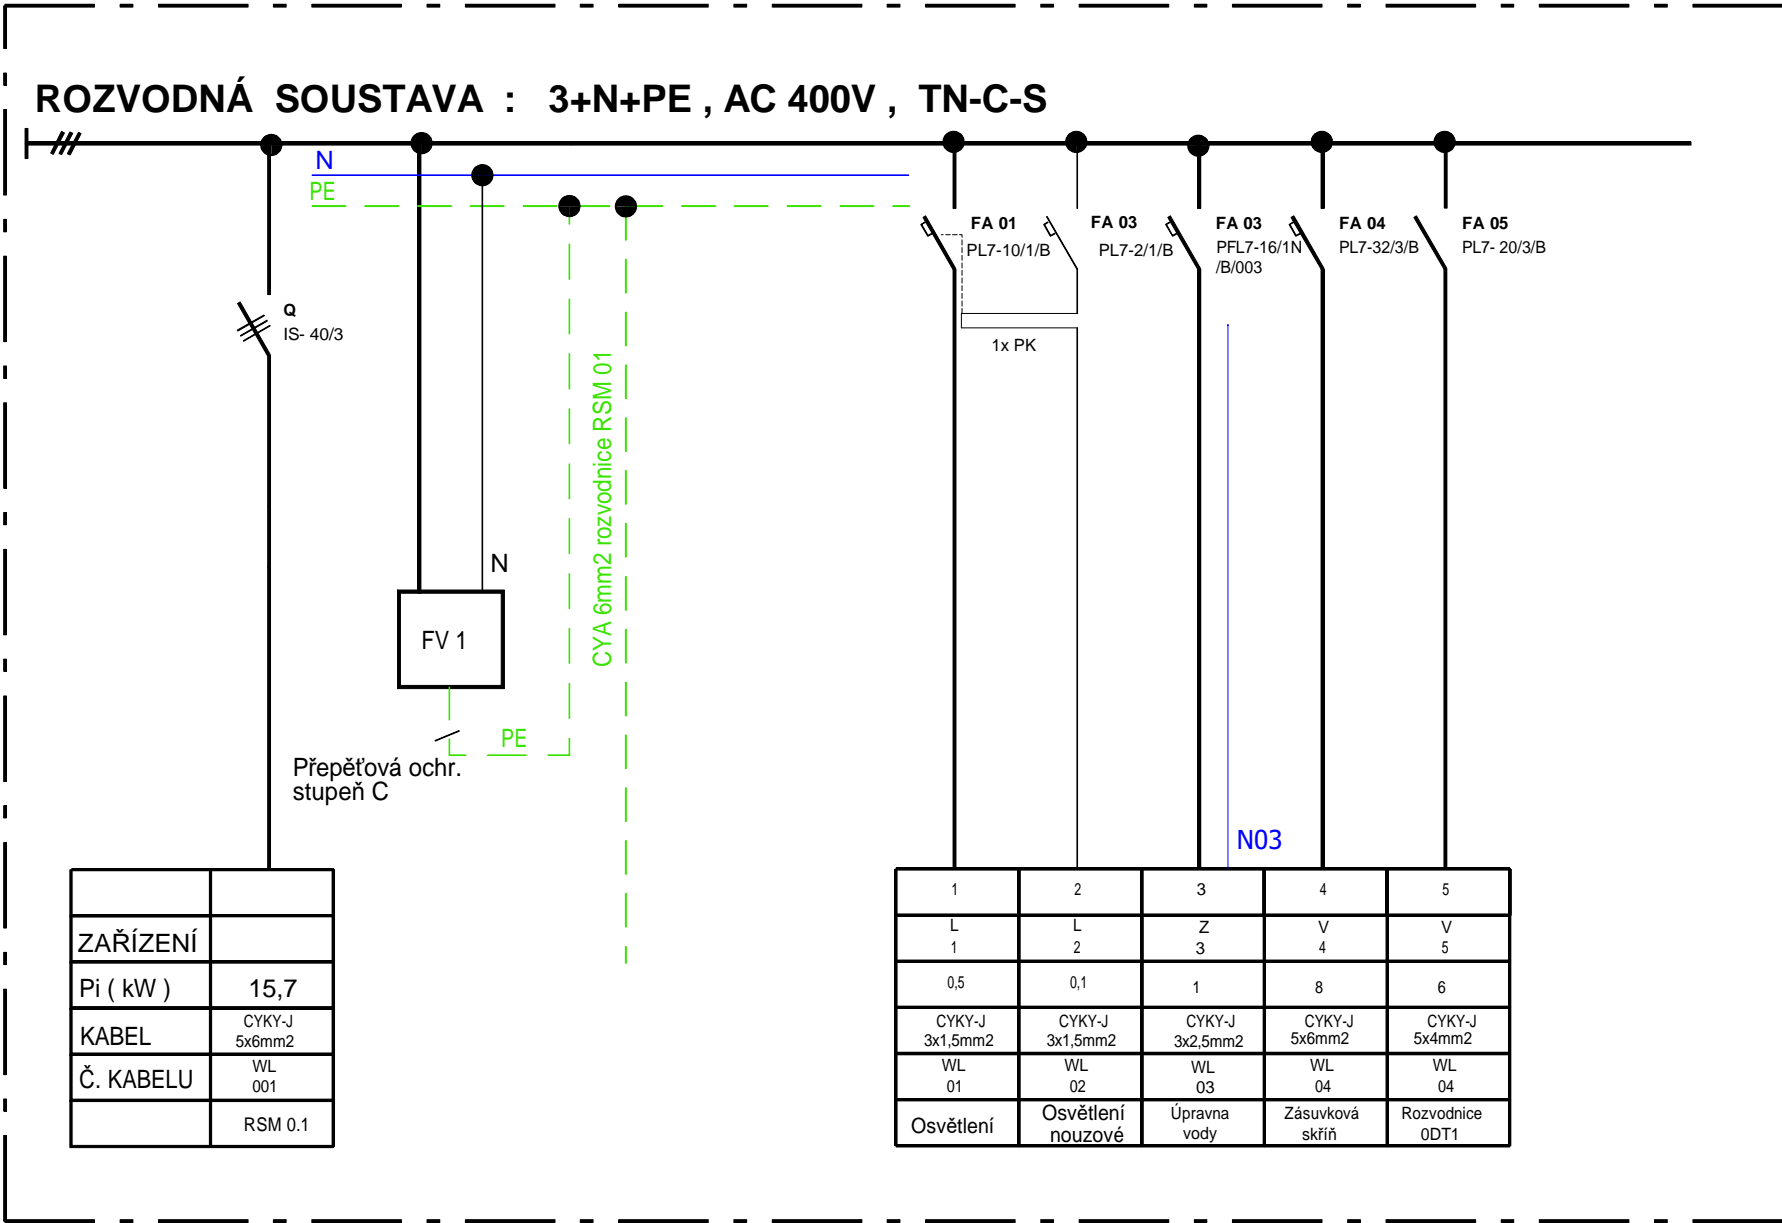 ROZVODNÁ SOUSTAVA : 3+N+PE , AC 400V , TN-C-S
N
PE
FA 01
PL7-10/1/B
FA 03
PL7-2/1/B
FA 03
PFL7-16/1N
/B/003
FA 04
PL7-32/3/B
FA 05
PL7- 20/3/B
Q
IS- 40/3
1x PK
CYA 6mm2 rozvodnice RSM 01
N
FV 1
PE
Přepěťová ochr.
stupeň C
N03
ZAŘÍZENÍ
Pi ( kW ) 15,7
KABEL CYKY-J
5x6mm2
Č. KABELU WL
001
RSM 0.1
1 2 3 4 5
L L Z V V
1 2 3 4 5
0,5 0,1 1 8 6
CYKY-J CYKY-J CYKY-J CYKY-J CYKY-J
3x1,5mm2 3x1,5mm2 3x2,5mm2 5x6mm2 5x4mm2
WL WL WL WL WL
01 02 03 04 04
Osvětlení
Osvětlení
nouzové
Úpravna
vody
Zásuvková
skříň
Rozvodnice
0DT1